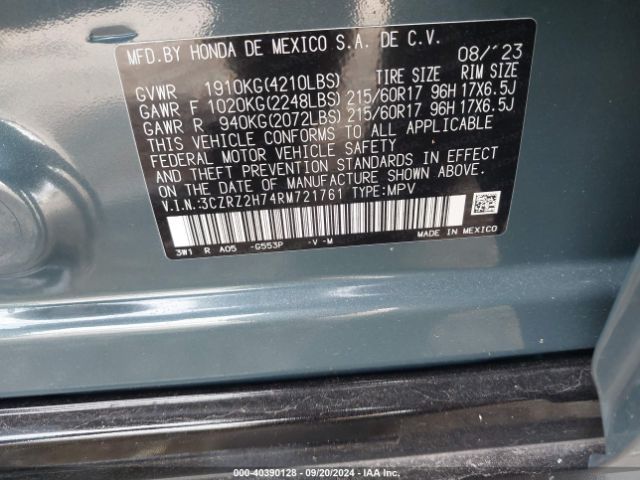 MFD.BY HONDA DE MEXICO S.A. DE C.V. 08/'23
GVWR 1910KG(4210LBS) TIRE SIZE RIM SIZE
GAWR F 1020KG(2248LBS) 215/60R17 96H 17X6.5J
GAWR R 940KG(2072LBS) 215/60R17 96H 17X6.5J
THIS VEHICLE CONFORMS TO ALL APPLICABLE
FEDERAL MOTOR VEHICLE SAFETY
AND THEFT PREVENTION STANDARDS IN EFFECT
ON THE DATE OF MANUFACTURE SHOWN ABOVE.
V.I.N.:3CZRZ2H74RM721761 TYPE:MPV
3W1 R A05 -G553P -V -M MADE IN MEXICO
000-40390128 - 09/20/2024 - IAA Inc.